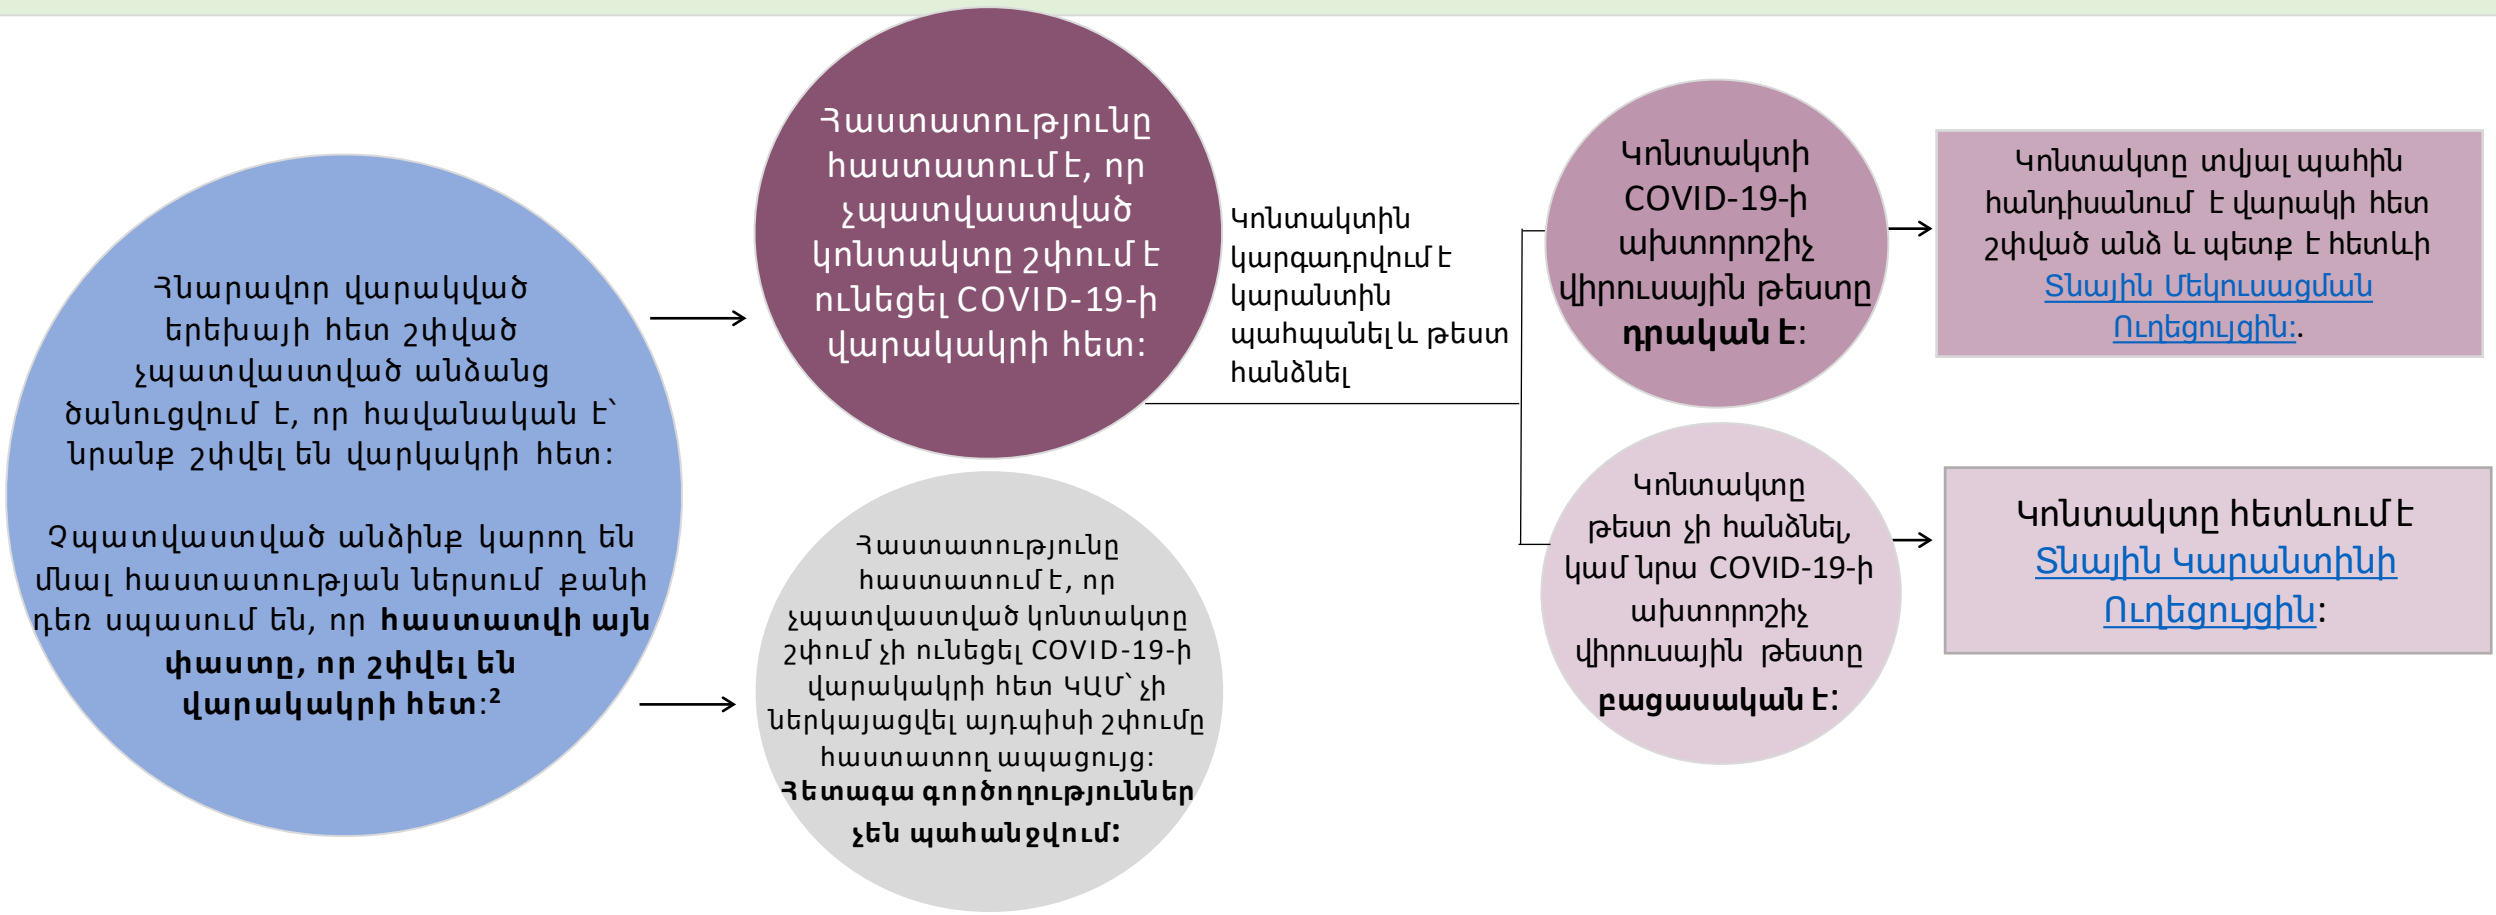 Հնարավոր վարակված
երեխայի հետ շփված
չպատվաստված անձանց
ծանուցվում է, որ հավանական է՝
նրանք շփվել են վարկակրի հետ:
Չպատվաստված անձինք կարող են
մնալ հաստատության ներսում քանի
դեռ սպասում են, որ հաստատվի այն
փաստը, որ շփվել են
վարակակրի հետ:²
Հաստատությունը
հաստատում է, որ
չպատվաստված
կոնտակտը շփում է
ունեցել COVID-19-ի
վարակակրի հետ:
Հաստատությունը
հաստատում է, որ
չպատվաստված կոնտակտը
շփում չի ունեցել COVID-19-ի
վարակակրի հետ ԿԱՄ՝ չի
ներկայացվել այդպիսի շփումը
հաստատող ապացույց:
Հետագա գործողություններ
չեն պահանջվում:
Կոնտակտին
կարգադրվում է
կարանտին
պահպանել և թեստ
հանձնել
Կոնտակտի
COVID-19-ի
ախտորոշիչ
վիրուսային թեստը
դրական է:
Կոնտակտը տվյալ պահին
հանդիսանում է վարակի հետ
շփված անձ և պետք է հետևի
Տնային Մեկուսացման
Ուղեցույցին:.
Կոնտակտը
թեստ չի հանձնել,
կամ նրա COVID-19-ի
ախտորոշիչ
վիրուսային թեստը
բացասական է:
Կոնտակտը հետևում է
Տնային Կարանտինի
Ուղեցույցին: